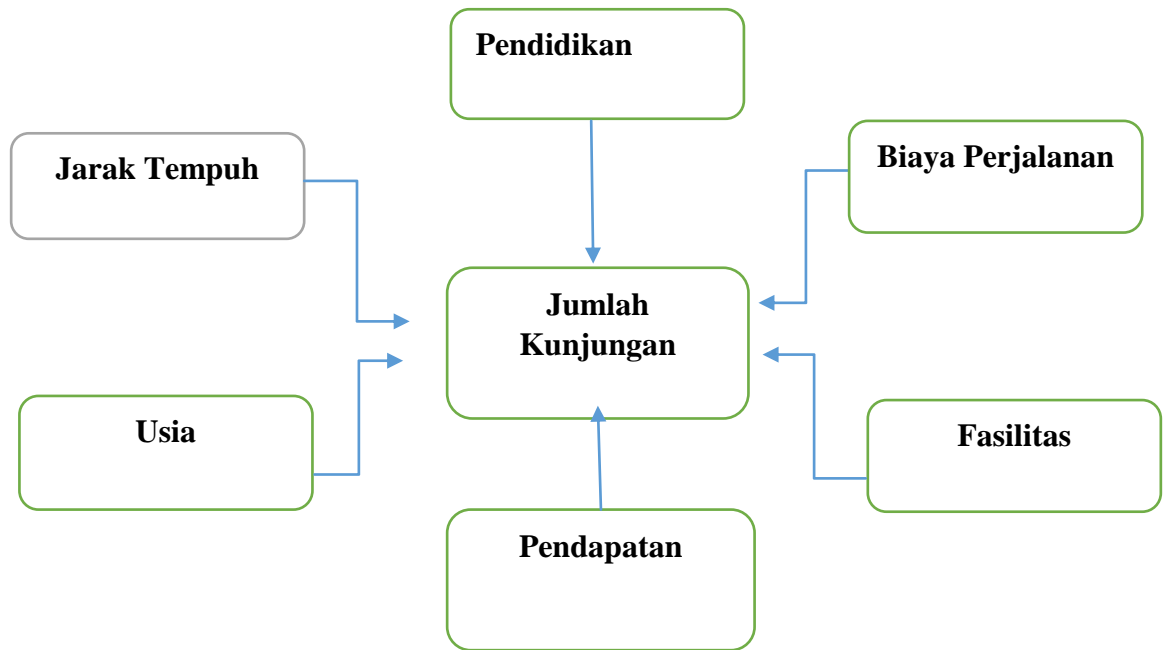 Pendidikan
Jarak Tempuh
Biaya Perjalanan
Jumlah
Kunjungan
Usia
Fasilitas
Pendapatan